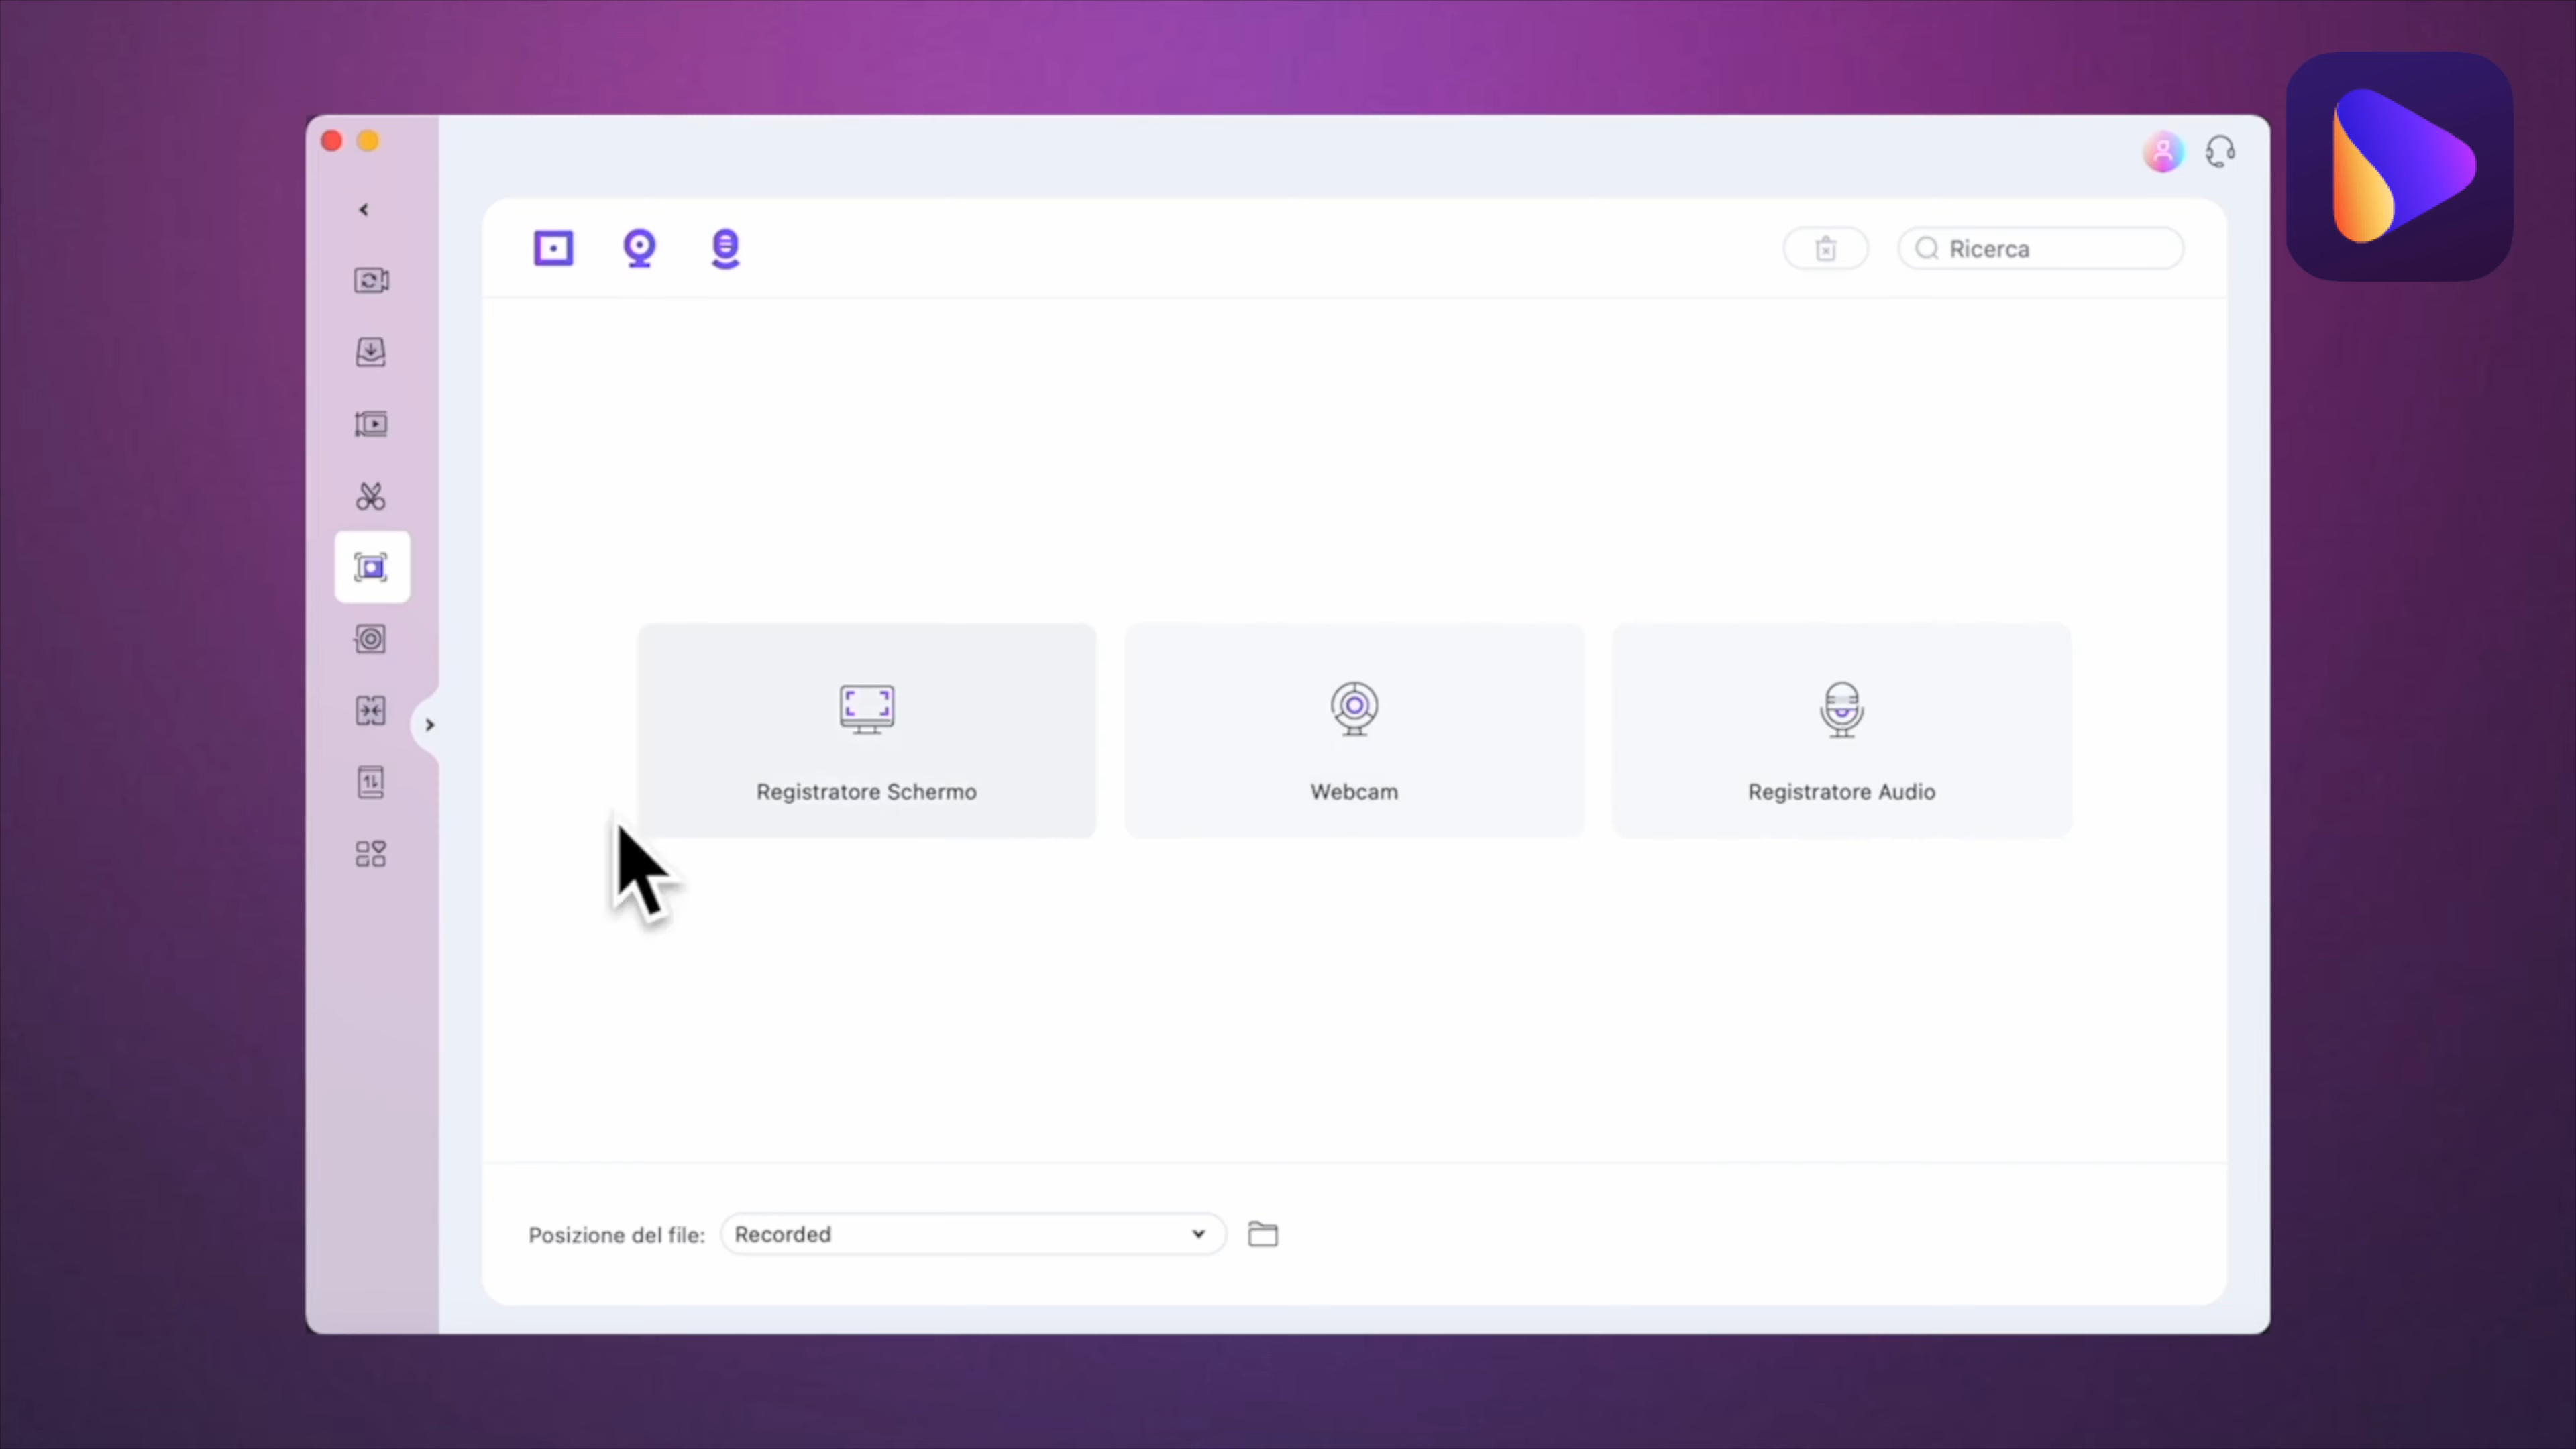 Ricerca
Registratore Schermo
Webcam
Registratore Audio
Posizione del file: Recorded